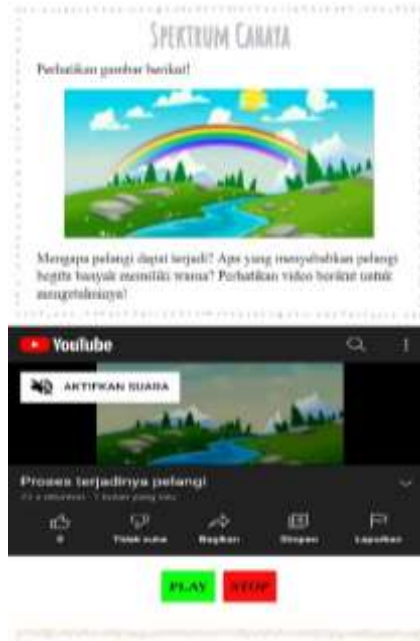 SPEKTRUM CAHAYA
Perhatikan gambar berikut!
Mengapa pelangi dapat terjadi? Apa yang menyebabkan pelangi
begitu banyak memiliki warna? Perhatikan video berikut untuk
mengetahuinya!
YouTube
AKTIFKAN SUARA
Proses terjadinya pelangi
0 Tidak suka Bagikan Simpan Laporkan
PLAY STOP